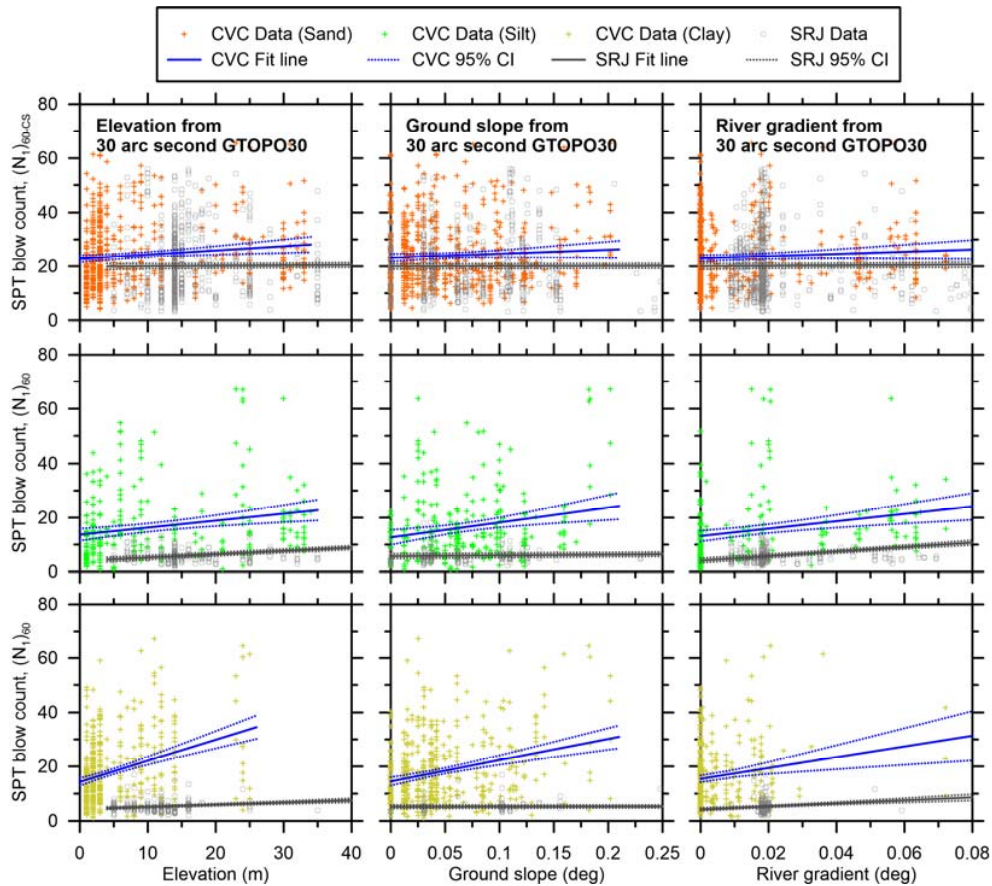 CVC Data (Sand) CVC Data (Silt) CVC Data (Clay) SRJ Data
CVC Fit line CVC 95% CI SRJ Fit line SRJ 95% CI
SPT blow count, (N₁)₆₀₋CS
80
60
40
20
0
Elevation from
30 arc second GTOPO30
Ground slope from
30 arc second GTOPO30
River gradient from
30 arc second GTOPO30
SPT blow count, (N₁)₆₀
80
60
40
20
0
SPT blow count, (N₁)₆₀
80
60
40
20
0
0 10 20 30 40
Elevation (m)
0.00 0.05 0.10 0.15 0.20 0.25
Ground slope (deg)
0.00 0.02 0.04 0.06 0.08
River gradient (deg)